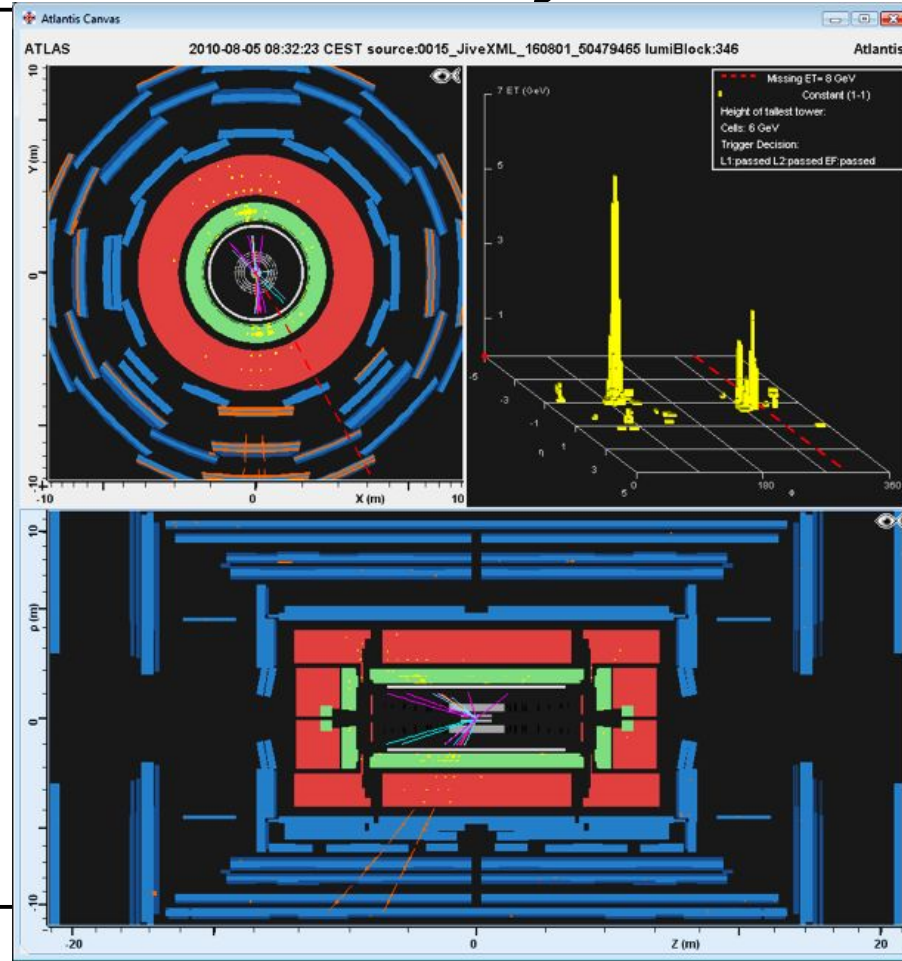 Atlantis Canvas
ATLAS 2010-08-05 08:32:23 CEST source:0015_JiveXML_160801_50479465 lumiBlock:346 Atlantis
10
Y (m)
0
-10
-10 0 X (m) 10
7 ET (GeV)
5
3
1
-5
-3
-1
η 1
3
5
0 180 Φ 360
Missing ET= 8 GeV
Constant (1-1)
Height of tallest tower:
Cells: 6 GeV
Trigger Decision:
L1:passed L2:passed EF:passed
10
ρ (m)
0
-10
-20 0 Z (m) 20